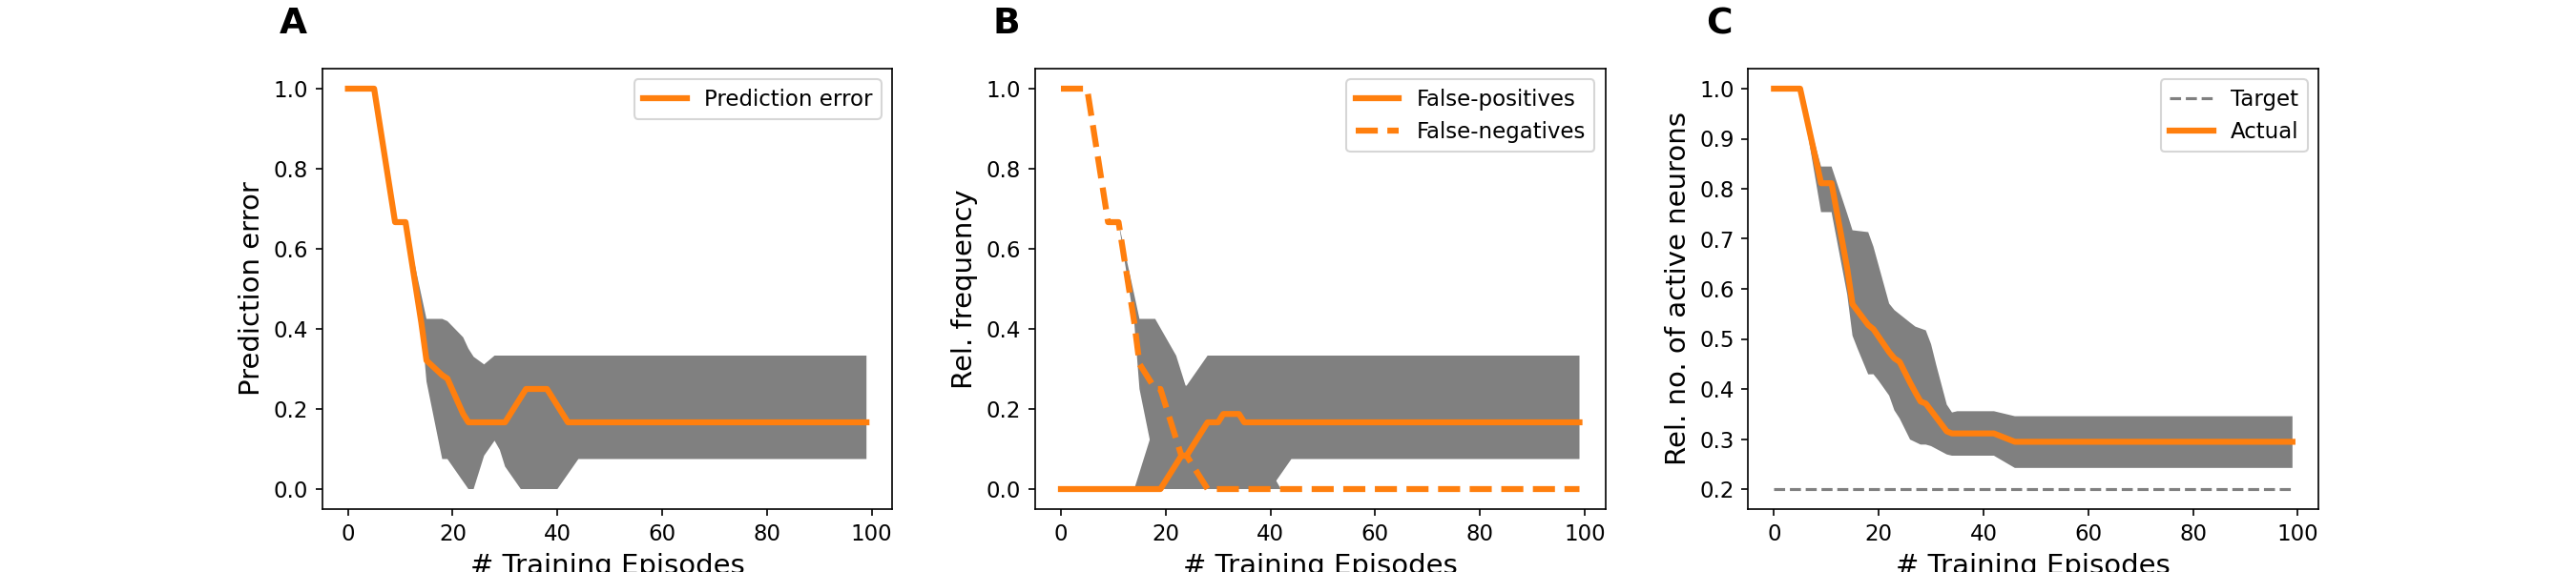 A
B
C
Prediction error
1.0
0.8
0.6
0.4
0.2
0.0
Prediction error
0
20
40
60
80
100
# Training Episodes
Rel. frequency
1.0
0.8
0.6
0.4
0.2
0.0
False-positives
False-negatives
0
20
40
60
80
100
# Training Episodes
Rel. no. of active neurons
1.0
0.9
0.8
0.7
0.6
0.5
0.4
0.3
0.2
Target
Actual
0
20
40
60
80
100
# Training Episodes